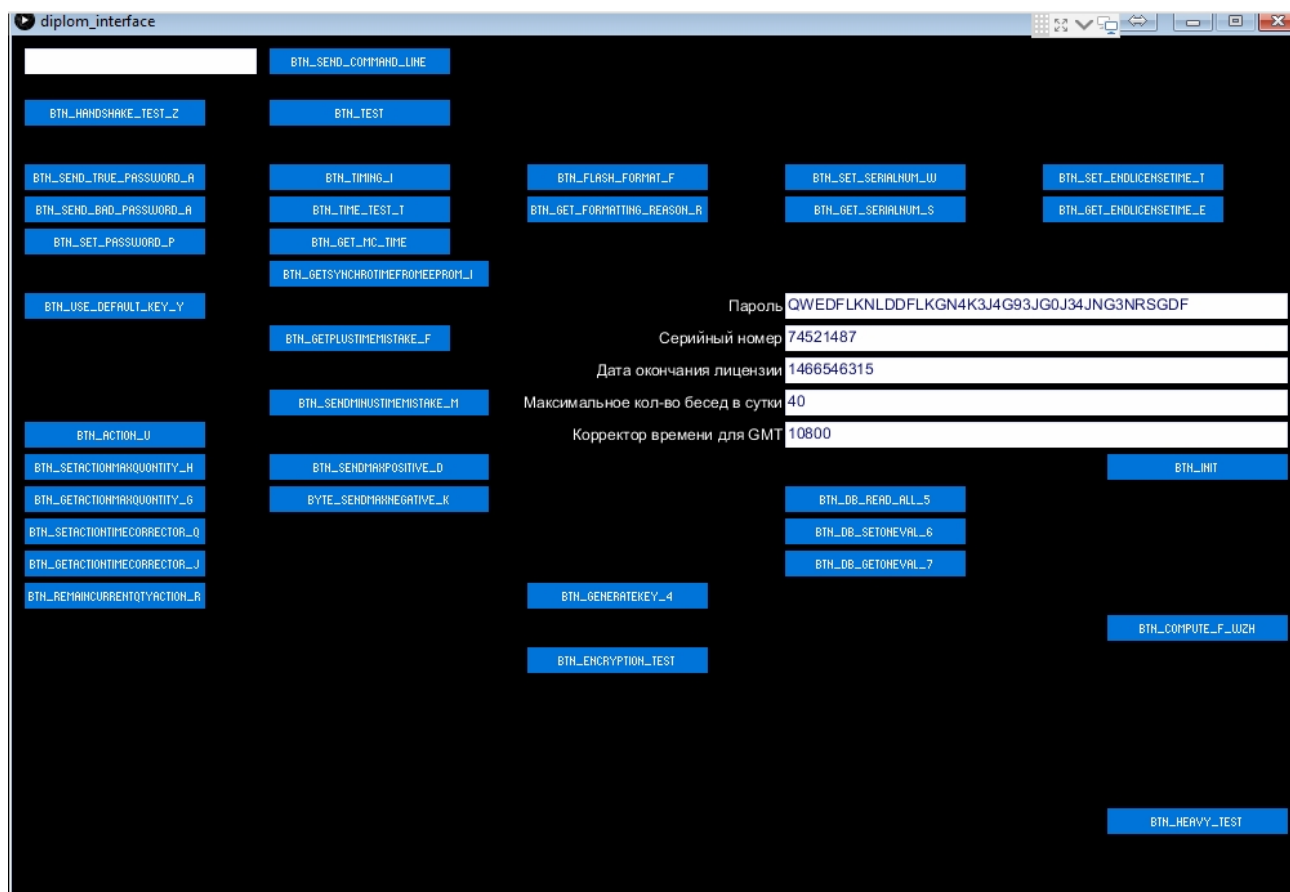 diplom_interface
BTN_SEND_COMMAND_LINE
BTN_HANDSHAKE_TEST_Z BTN_TEST
BTN_SEND_TRUE_PASSWORD_A BTN_TIMING_I BTN_FLASH_FORMAT_F BTN_SET_SERIALNUM_W BTN_SET_ENDLICENSETIME_T
BTN_SEND_BAD_PASSWORD_A BTN_TIME_TEST_T BTN_GET_FORMATTING_REASON_R BTN_GET_SERIALNUM_S BTN_GET_ENDLICENSETIME_E
BTN_SET_PASSWORD_P BTN_GET_MC_TIME
BTN_GETSYNCHROTIMEFROMEEPROM_I
BTN_USE_DEFAULT_KEY_Y Пароль QWEDFLKNLDDFLKGN4K3J4G93JG0J34JNG3NRSGDF
BTN_GETPLUSTIMEMISTAKE_F Серийный номер 74521487
Дата окончания лицензии 1466546315
BTN_SENDMINUSTIMEMISTAKE_M Максимальное кол-во бесед в сутки 40
BTN_ACTION_U Корректор времени для GMT 10800
BTN_SETACTIONMAXQUONTITY_H BTN_SENDMAXPOSITIVE_D BTN_INIT
BTN_GETACTIONMAXQUONTITY_G BYTE_SENDMAXNEGATIVE_K BTN_DB_READ_ALL_5
BTN_SETACTIONTIMECORRECTOR_Q BTN_DB_SETONEVAL_6
BTN_GETACTIONTIMECORRECTOR_J BTN_DB_GETONEVAL_7
BTN_REMAINCURRENTQTYACTION_R BTN_GENERATEKEY_4
BTN_COMPUTE_F_WZH
BTN_ENCRYPTION_TEST
BTN_HEAVY_TEST